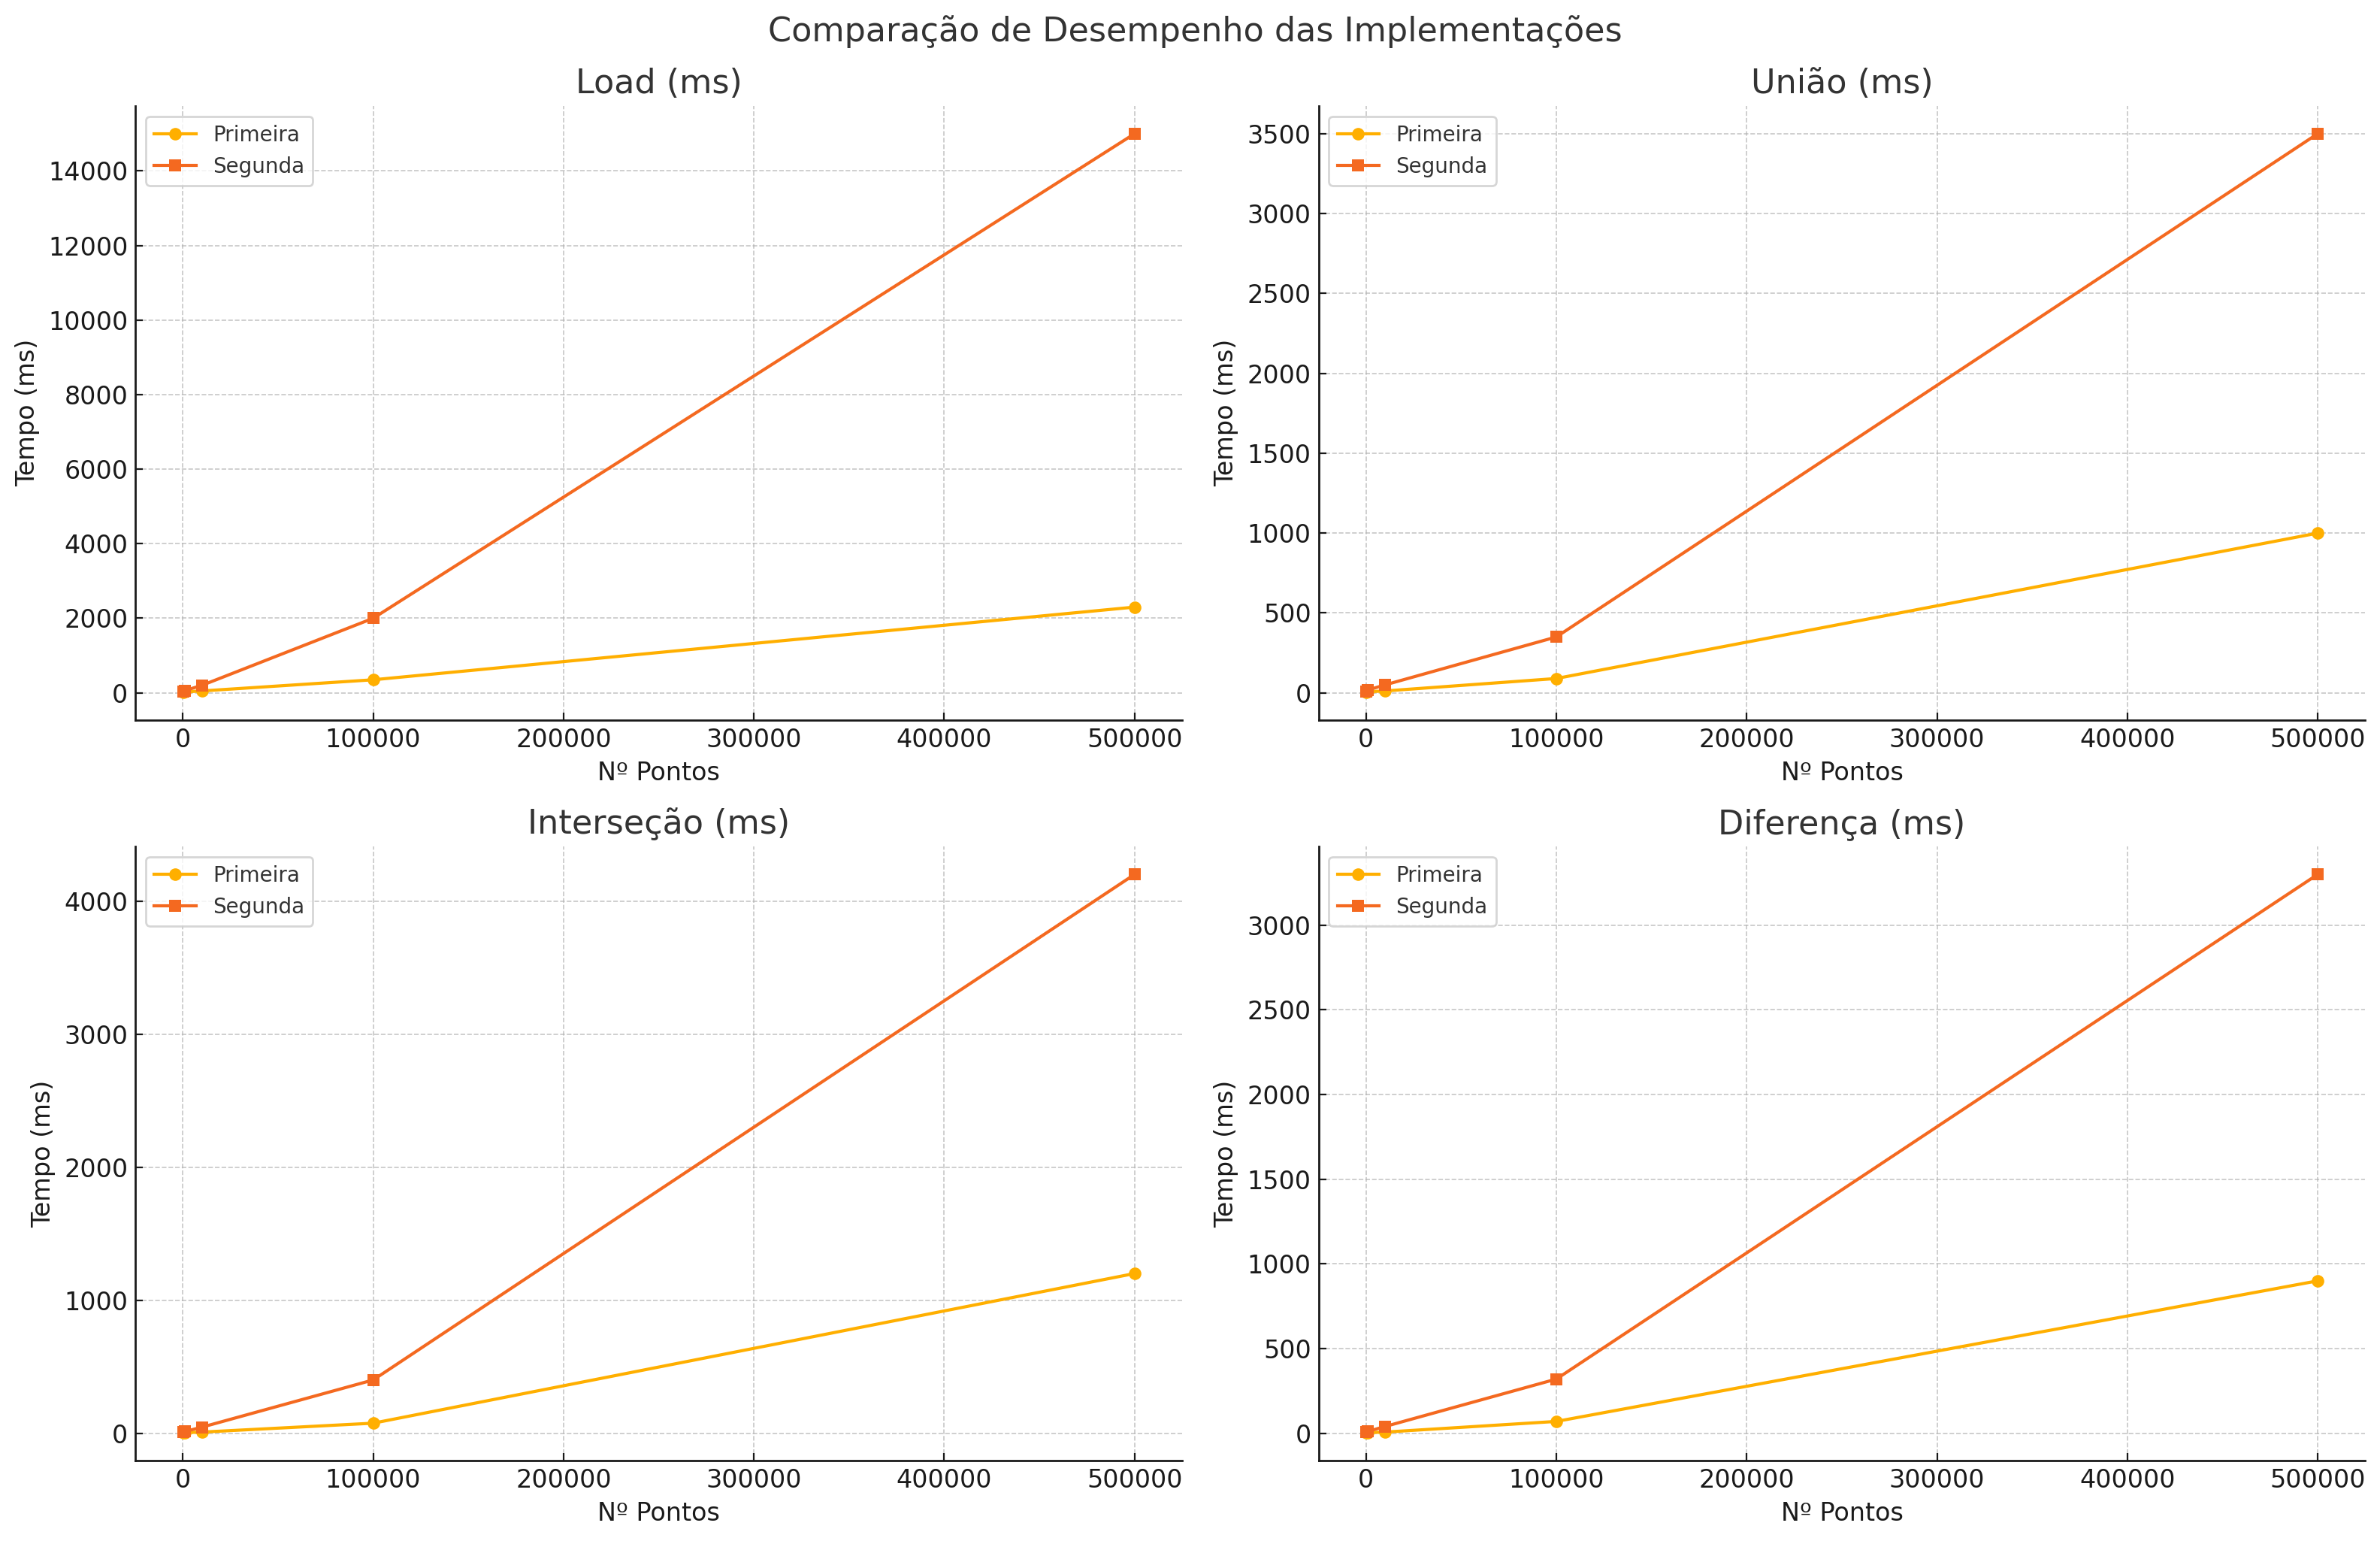 Comparação de Desempenho das Implementações
Load (ms)
Primeira
Segunda
14000
12000
10000
8000
6000
4000
2000
0
Tempo (ms)
0 100000 200000 300000 400000 500000
Nº Pontos
União (ms)
Primeira
Segunda
3500
3000
2500
2000
1500
1000
500
0
Tempo (ms)
0 100000 200000 300000 400000 500000
Nº Pontos
Interseção (ms)
Primeira
Segunda
4000
3000
2000
1000
0
Tempo (ms)
0 100000 200000 300000 400000 500000
Nº Pontos
Diferença (ms)
Primeira
Segunda
3000
2500
2000
1500
1000
500
0
Tempo (ms)
0 100000 200000 300000 400000 500000
Nº Pontos